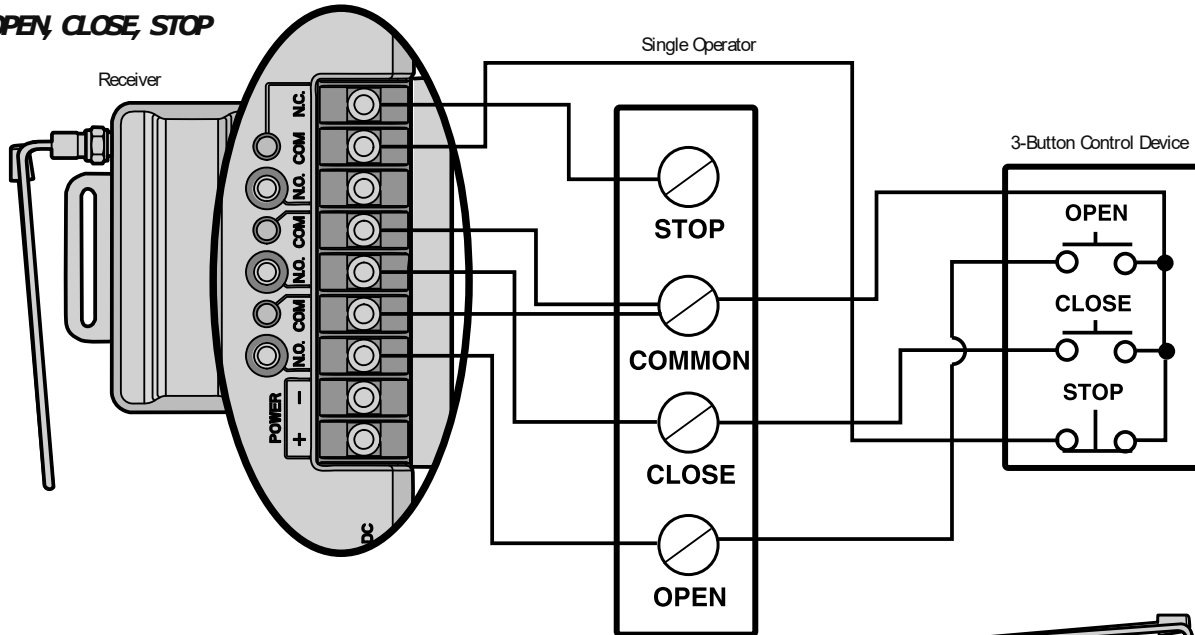 OPEN, CLOSE, STOP
Single Operator
Receiver
3-Button Control Device
N.C.
COM
N.O.
COM
N.O.
COM
N.O.
POWER
-
+
DC
STOP
COMMON
CLOSE
OPEN
OPEN
CLOSE
STOP